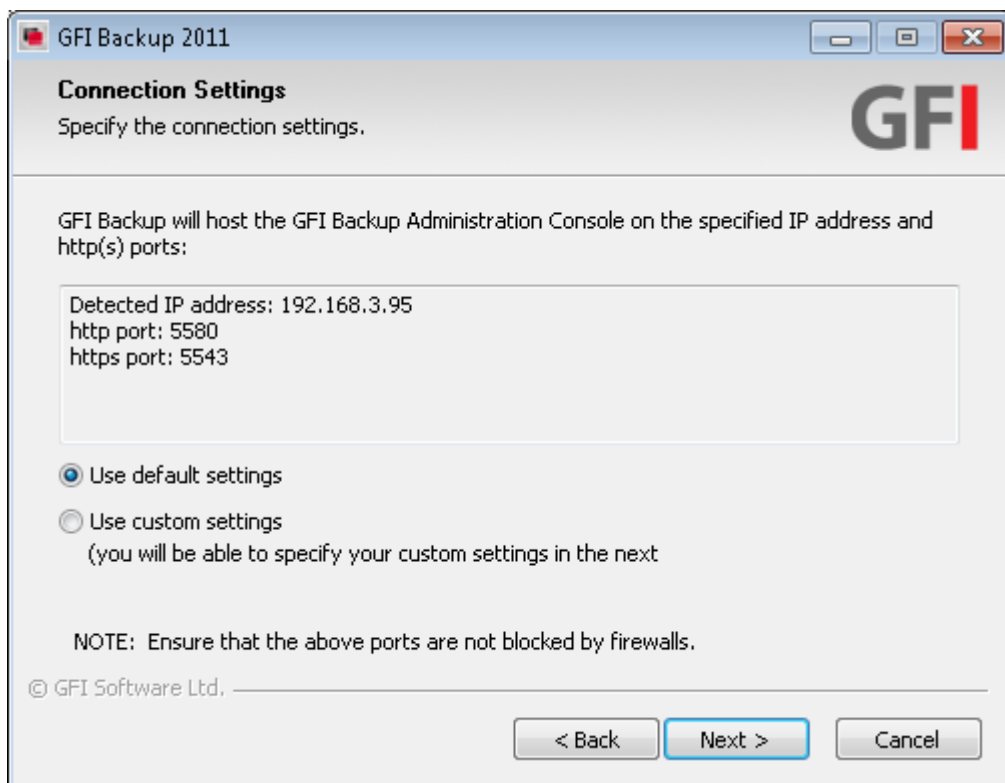 GFI Backup 2011
Connection Settings
Specify the connection settings.
GFI
GFI Backup will host the GFI Backup Administration Console on the specified IP address and
http(s) ports:
Detected IP address: 192.168.3.95
http port: 5580
https port: 5543
Use default settings
Use custom settings
(you will be able to specify your custom settings in the next
NOTE: Ensure that the above ports are not blocked by firewalls.
© GFI Software Ltd.
< Back
Next >
Cancel